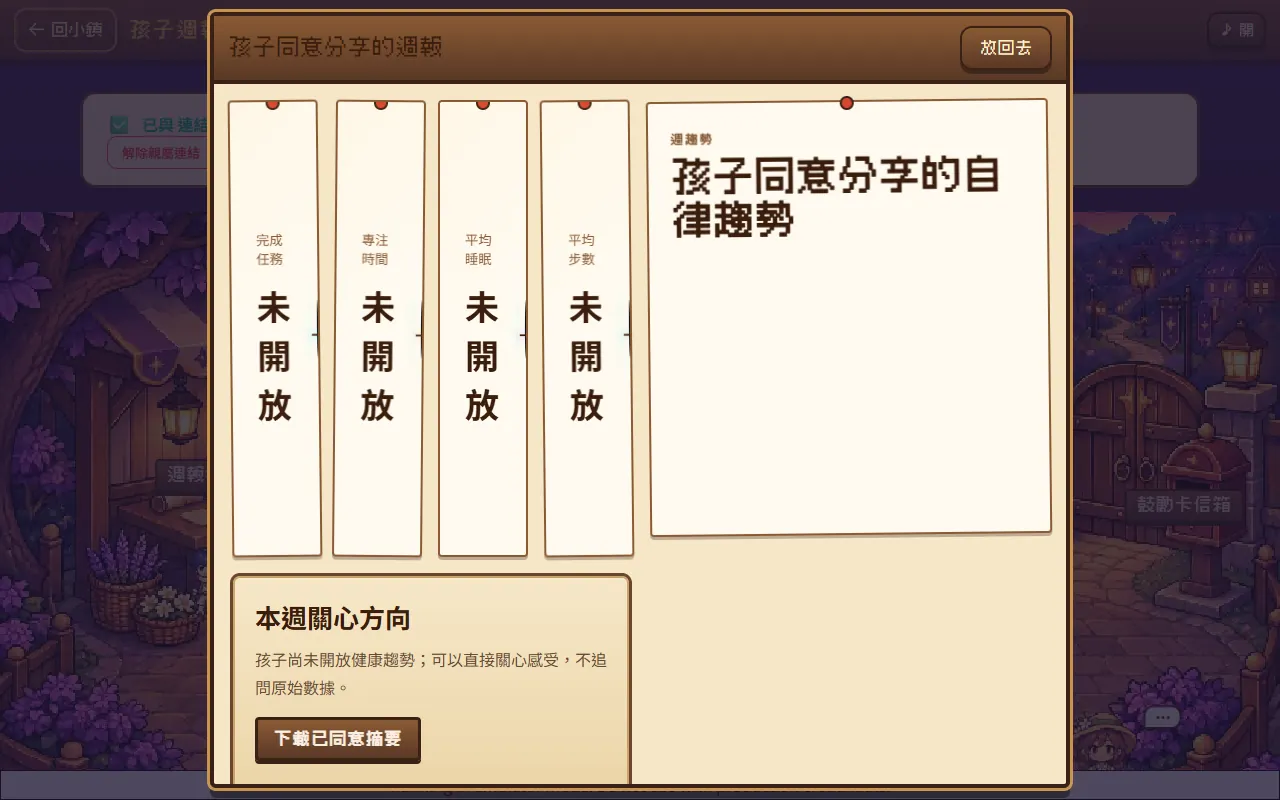 ← 回小鎮
孩子週報
♪ 開
已與 連結
解除親屬連結
孩子同意分享的週報
放回去
完成
任務
未
開
放
專注
時間
未
開
放
平均
睡眠
未
開
放
平均
步數
未
開
放
週趨勢
孩子同意分享的自
律趨勢
週報
鼓勵卡信箱
本週關心方向
孩子尚未開放健康趨勢；可以直接關心感受，不追
問原始數據。
下載已同意摘要
...